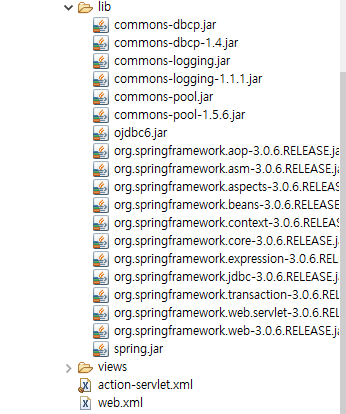 lib
commons-dbcp.jar
commons-dbcp-1.4.jar
commons-logging.jar
commons-logging-1.1.1.jar
commons-pool.jar
commons-pool-1.5.6.jar
ojdbc6.jar
org.springframework.aop-3.0.6.RELEASE.ja
org.springframework.asm-3.0.6.RELEASE.ja
org.springframework.aspects-3.0.6.RELEAS
org.springframework.beans-3.0.6.RELEASE
org.springframework.context-3.0.6.RELEAS
org.springframework.core-3.0.6.RELEASE.j
org.springframework.expression-3.0.6.REL
org.springframework.jdbc-3.0.6.RELEASE.ja
org.springframework.transaction-3.0.6.REL
org.springframework.web.servlet-3.0.6.REL
org.springframework.web-3.0.6.RELEASE.ja
spring.jar
views
action-servlet.xml
web.xml